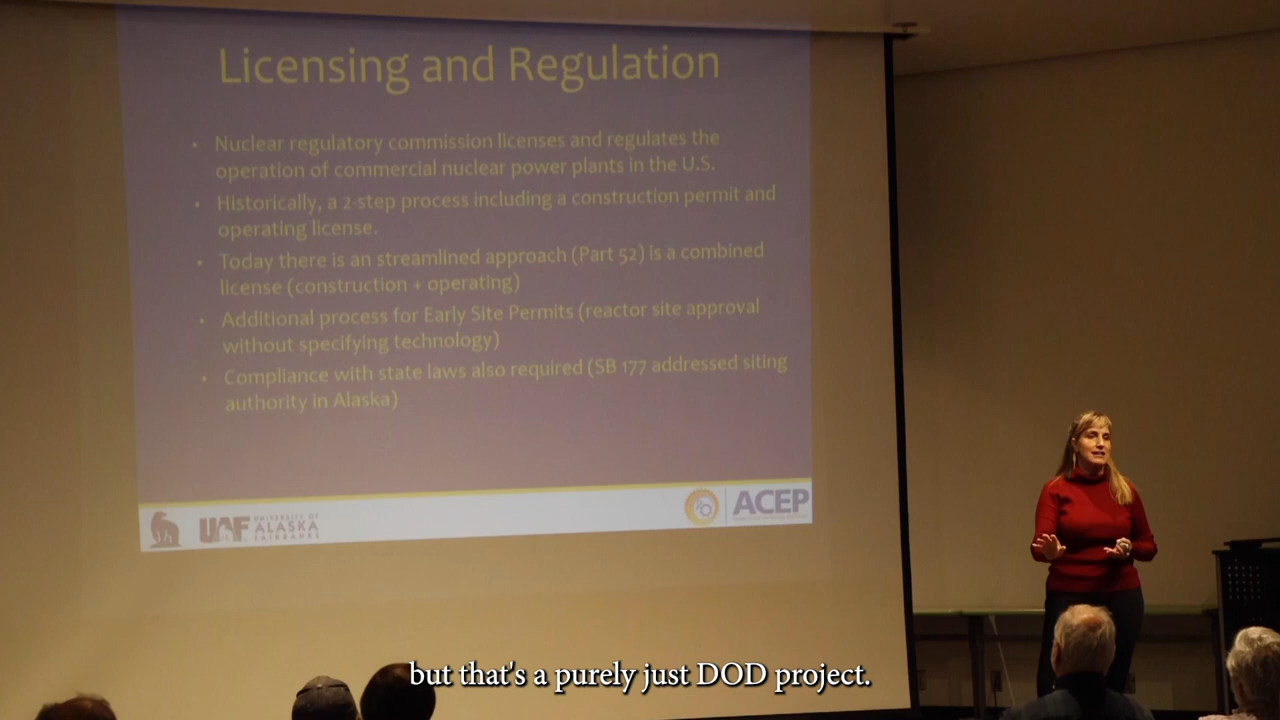 Licensing and Regulation
• Nuclear regulatory commission licenses and regulates the
operation of commercial nuclear power plants in the U.S.
• Historically, a 2-step process including a construction permit and
operating license.
• Today there is an streamlined approach (Part 52) is a combined
license (construction + operating)
• Additional process for Early Site Permits (reactor site approval
without specifying technology)
• Compliance with state laws also required (SB 177 addressed siting
authority in Alaska)
UAF
UNIVERSITY OF
ALASKA
FAIRBANKS
ACEP
but that's a purely just DOD project.